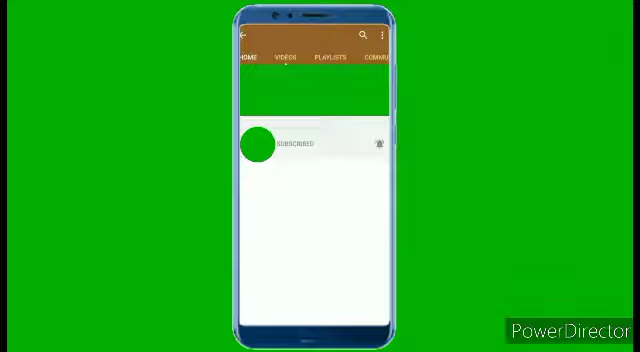 HOME VIDEOS PLAYLISTS COMMU
SUBSCRIBED
PowerDirector